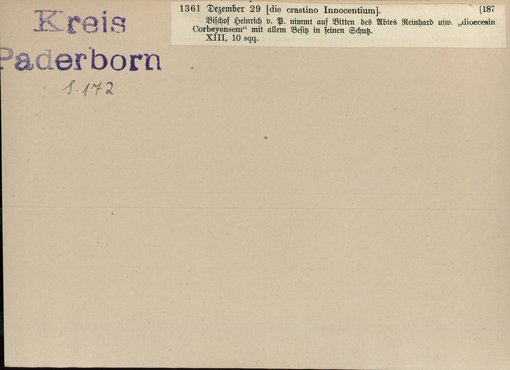 Kreis
Paderborn
S. 172
1361 Dezember 29 [die crastino Innocentium]. [187
Bischof Heinrich v. P. nimmt auf Bitten des Abtes Reinhard usw. „dioecesin
Corbeyensem“ mit allem Besitz in seinen Schutz.
XIII, 10 sqq.